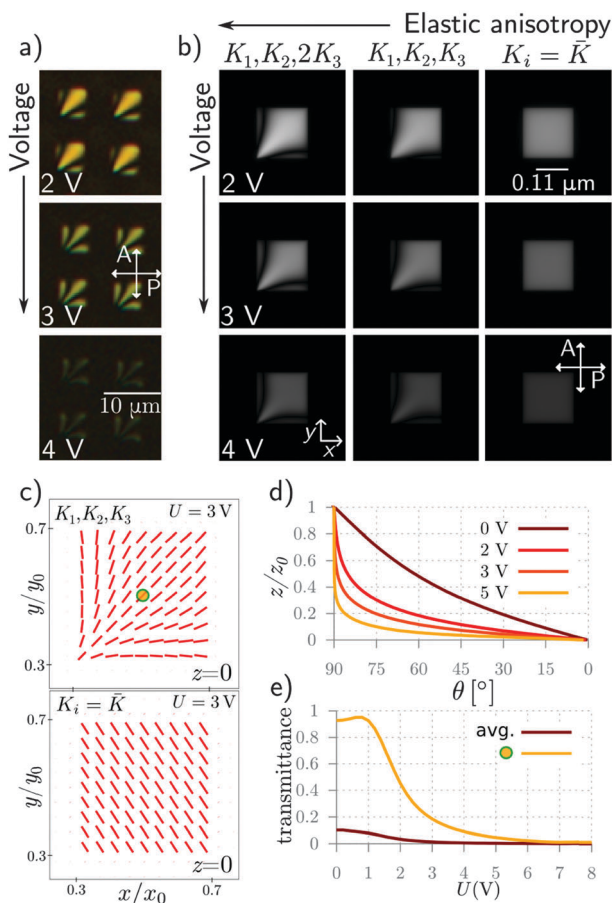 Elastic anisotropy
a)
b)
K₁,K₂,2K₃
K₁,K₂,K₃
Kᵢ = K̄
Voltage
Voltage
2 V
2 V
0.11 µm
3 V
A
P
3 V
4 V
10 µm
4 V
y
x
A
P
c)
K₁,K₂,K₃
U = 3 V
0.7
y/y₀
0.3
z=0
Kᵢ = K̄
U = 3 V
0.7
y/y₀
0.3
z=0
0.3
0.7
x/x₀
d)
1
0.8
0.6
0.4
0.2
0
z/z₀
0 V
2 V
3 V
5 V
90 75 60 45 30 15 0
θ [°]
e)
1
0.8
0.6
0.4
0.2
0
transmittance
avg.
0 1 2 3 4 5 6 7 8
U(V)